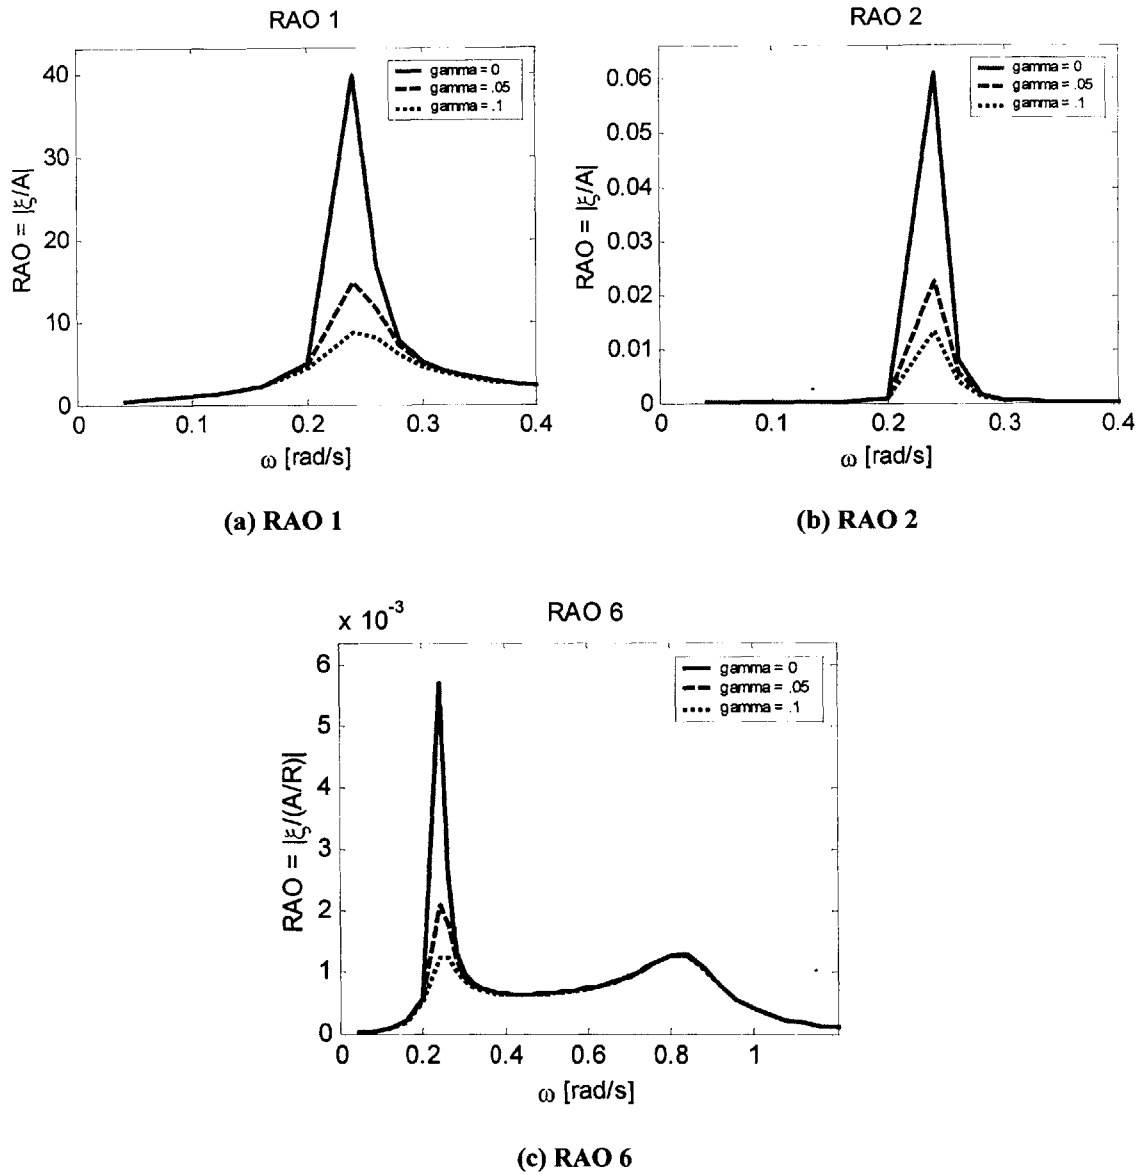 RAO 1
RAO = |ξ/A|
40
30
20
10
0
gamma = 0
gamma = .05
gamma = .1
0 0.1 0.2 0.3 0.4
ω [rad/s]
(a) RAO 1
RAO 2
RAO = |ξ/A|
0.06
0.05
0.04
0.03
0.02
0.01
0
gamma = 0
gamma = .05
gamma = .1
0 0.1 0.2 0.3 0.4
ω [rad/s]
(b) RAO 2
x 10⁻³
RAO 6
RAO = |ξ/(A/R)|
6
5
4
3
2
1
0
gamma = 0
gamma = .05
gamma = .1
0 0.2 0.4 0.6 0.8 1
ω [rad/s]
(c) RAO 6